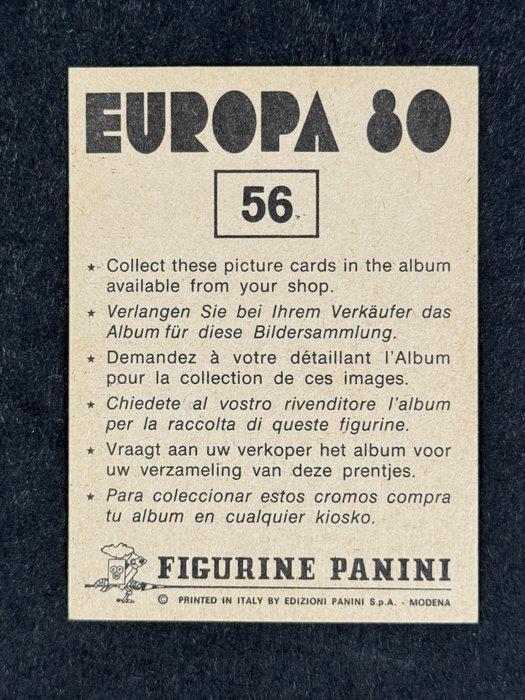 EUROPA 80
56
★ Collect these picture cards in the album
available from your shop.
★ Verlangen Sie bei Ihrem Verkäufer das
Album für diese Bildersammlung.
★ Demandez à votre détaillant l'Album
pour la collection de ces images.
★ Chiedete al vostro rivenditore l'album
per la raccolta di queste figurine.
★ Vraagt aan uw verkoper het album voor
uw verzameling van deze prentjes.
★ Para coleccionar estos cromos compra
tu album en cualquier kiosko.
FIGURINE PANINI
© PRINTED IN ITALY BY EDIZIONI PANINI S.p.A. - MODENA